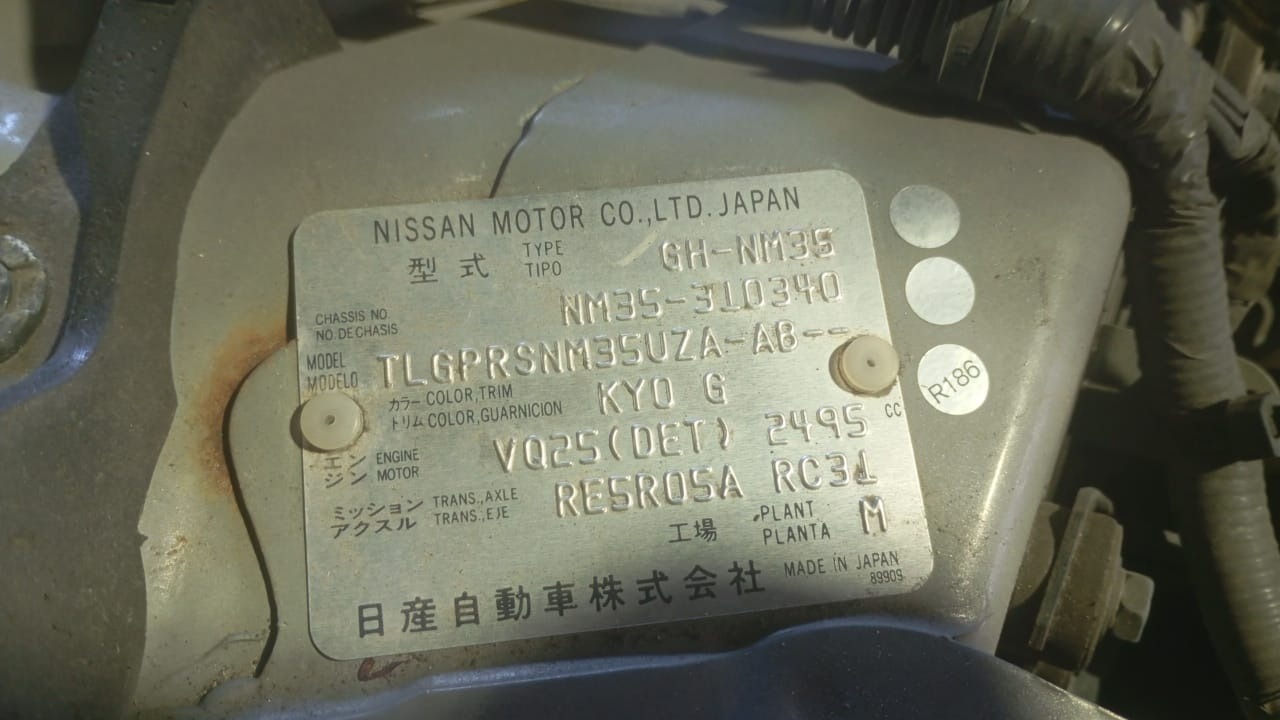 NISSAN MOTOR CO.,LTD. JAPAN
型式 TYPE TIPO GH-NM35
CHASSIS NO. NO. DE CHASIS NM35-310340
MODEL MODELO TLGPRSNM35UZA-AB--
カラー COLOR,TRIM トリム COLOR,GUARNICION KY0 G
エンジン ENGINE MOTOR VQ25(DET) 2495 CC
ミッション TRANS.,AXLE アクスル TRANS.,EJE RE5R05A RC31
工場 PLANT PLANTA M
日産自動車株式会社 MADE IN JAPAN
8990S
R186